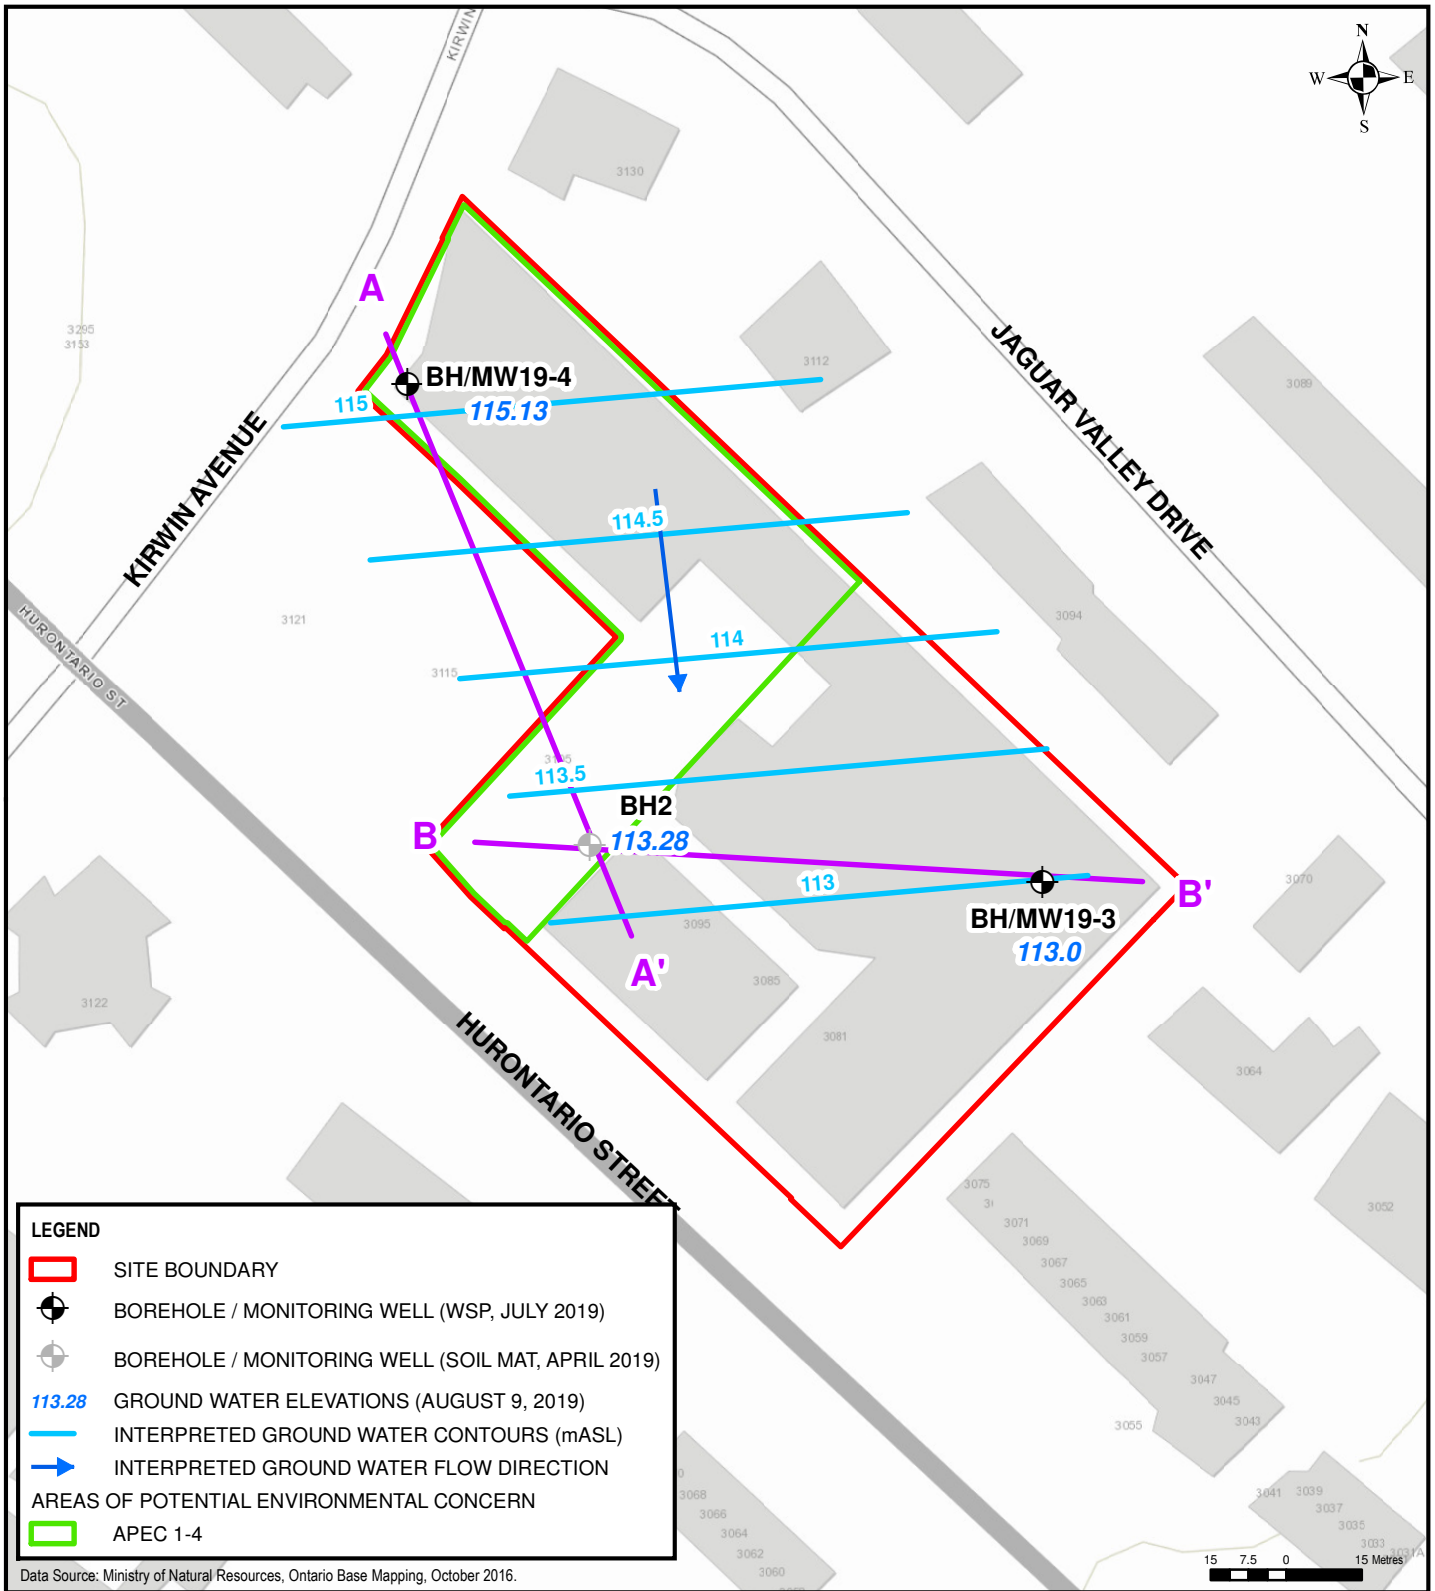 N
W E
S
KIRWIN
3130
A
3295
3153
JAGUAR VALLEY DRIVE
3112
3089
BH/MW19-4
115
115.13
KIRWIN AVENUE
114.5
HURONTARIO ST
3121
3094
114
3115
113.5
BH2
B
113.28
113
3070
B'
BH/MW19-3
3095
113.0
A'
3085
3122
3081
HURONTARIO STREET
3064
3075
3052
3071
3069
3067
3065
3063
3061
3059
3057
3047
3045
3043
3055
LEGEND
SITE BOUNDARY
BOREHOLE / MONITORING WELL (WSP, JULY 2019)
BOREHOLE / MONITORING WELL (SOIL MAT, APRIL 2019)
113.28 GROUND WATER ELEVATIONS (AUGUST 9, 2019)
INTERPRETED GROUND WATER CONTOURS (mASL)
INTERPRETED GROUND WATER FLOW DIRECTION
AREAS OF POTENTIAL ENVIRONMENTAL CONCERN
APEC 1-4
3068
3066
3064
3062
3060
3041
3039
3037
3035
3033
3031A
15 7.5 0 15 Metres
Data Source: Ministry of Natural Resources, Ontario Base Mapping, October 2016.